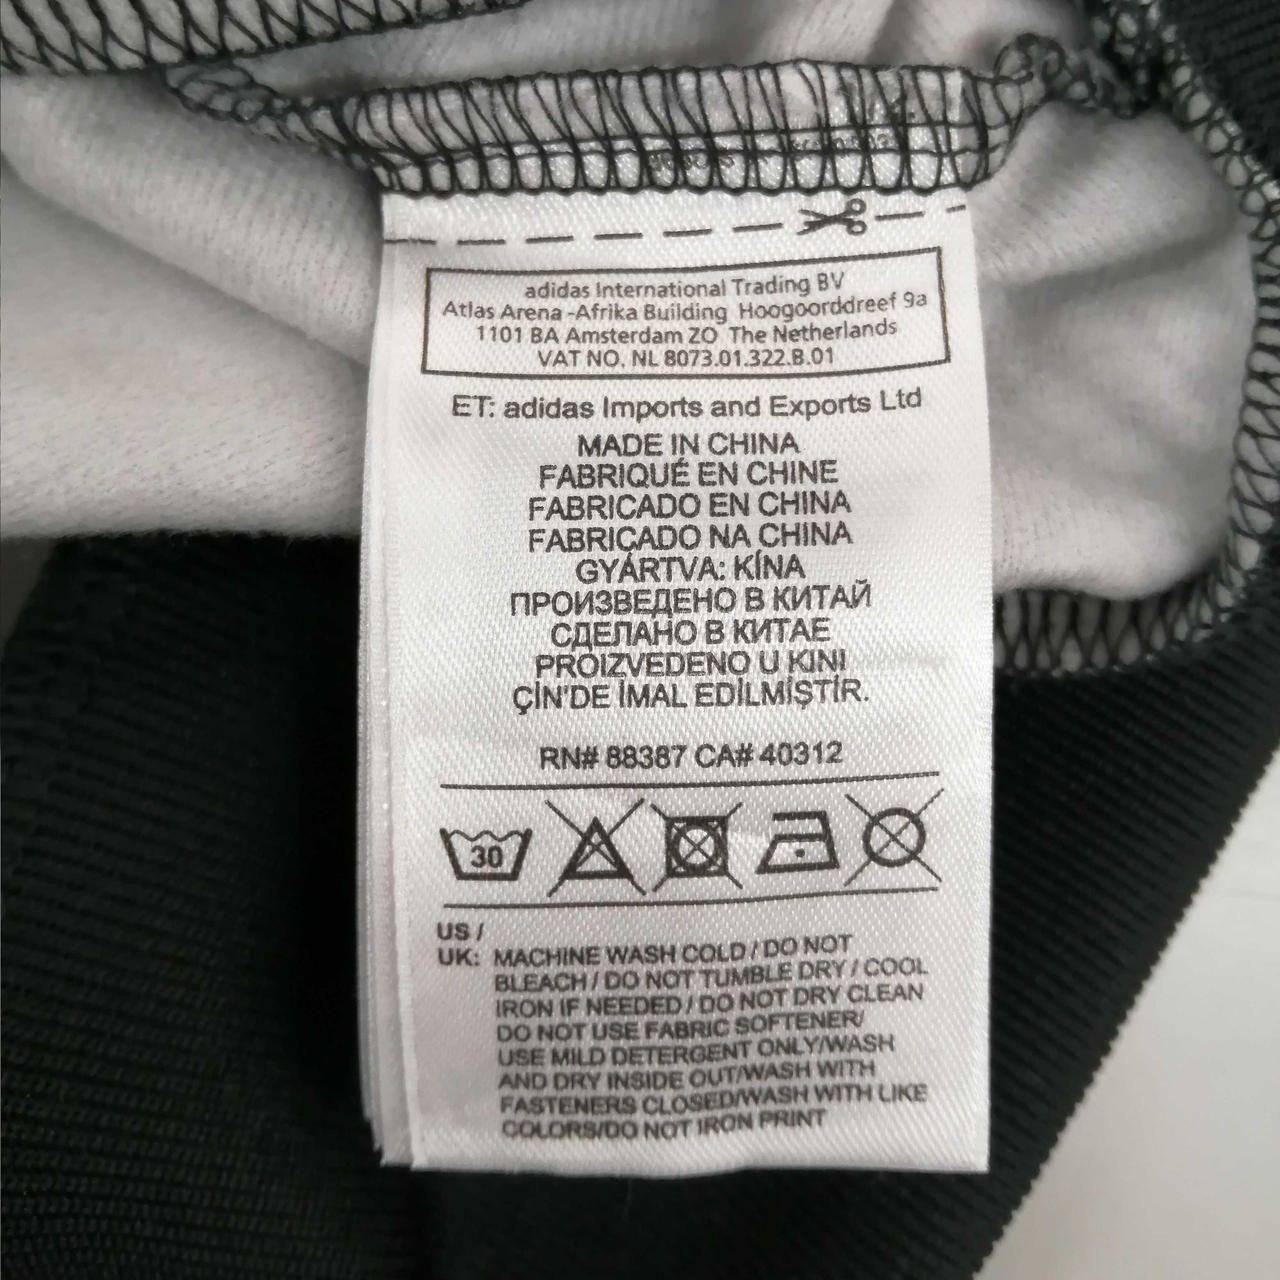 adidas International Trading BV
Atlas Arena -Afrika Building Hoogoorddreef 9a
1101 BA Amsterdam ZO The Netherlands
VAT NO. NL 8073.01.322.B.01
ET: adidas Imports and Exports Ltd
MADE IN CHINA
FABRIQUÉ EN CHINE
FABRICADO EN CHINA
FABRICADO NA CHINA
GYÁRTVA: KÍNA
ПРОИЗВЕДЕНО В КИТАЙ
СДЕЛАНО В КИТАЕ
PROIZVEDENO U KINI
ÇİN'DE İMAL EDİLMİŞTİR.
RN# 88387 CA# 40312
30
US /
UK: MACHINE WASH COLD / DO NOT
BLEACH / DO NOT TUMBLE DRY / COOL
IRON IF NEEDED / DO NOT DRY CLEAN
DO NOT USE FABRIC SOFTENER/
USE MILD DETERGENT ONLY/WASH
AND DRY INSIDE OUT/WASH WITH
FASTENERS CLOSED/WASH WITH LIKE
COLORS/DO NOT IRON PRINT